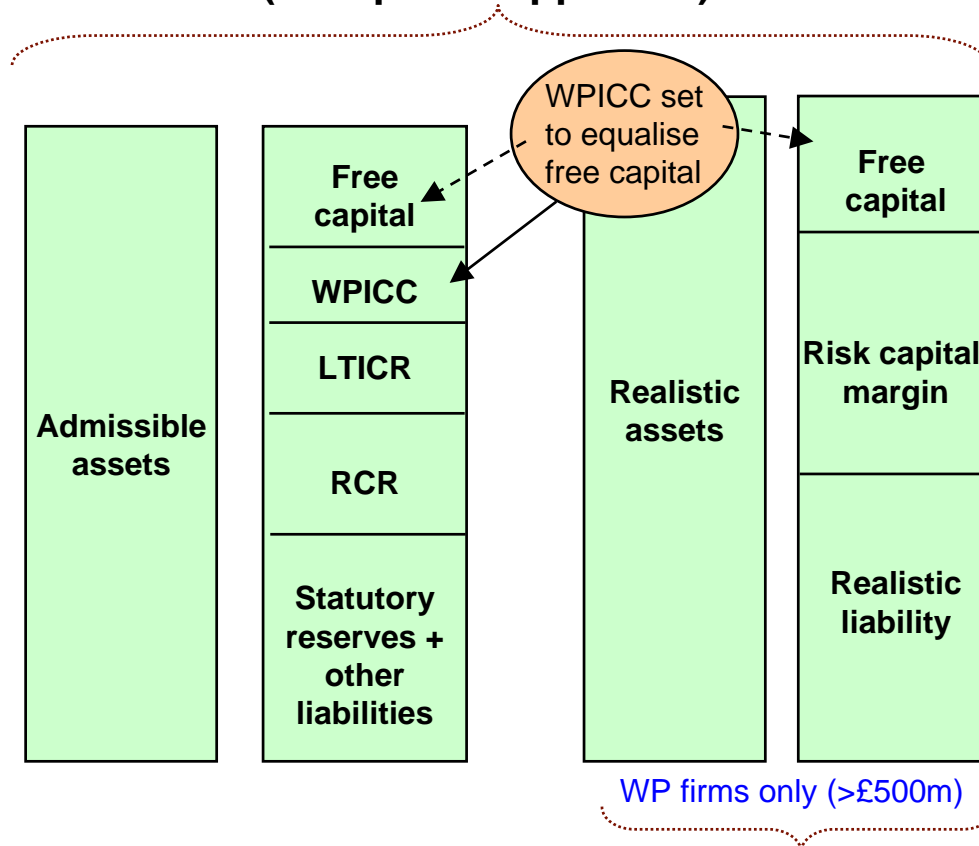 WPICC set
to equalise
free capital
Free
capital
WPICC
LTICR
RCR
Statutory
reserves +
other
liabilities
Admissible
assets
Realistic
assets
Free
capital
Risk capital
margin
Realistic
liability
WP firms only (>£500m)